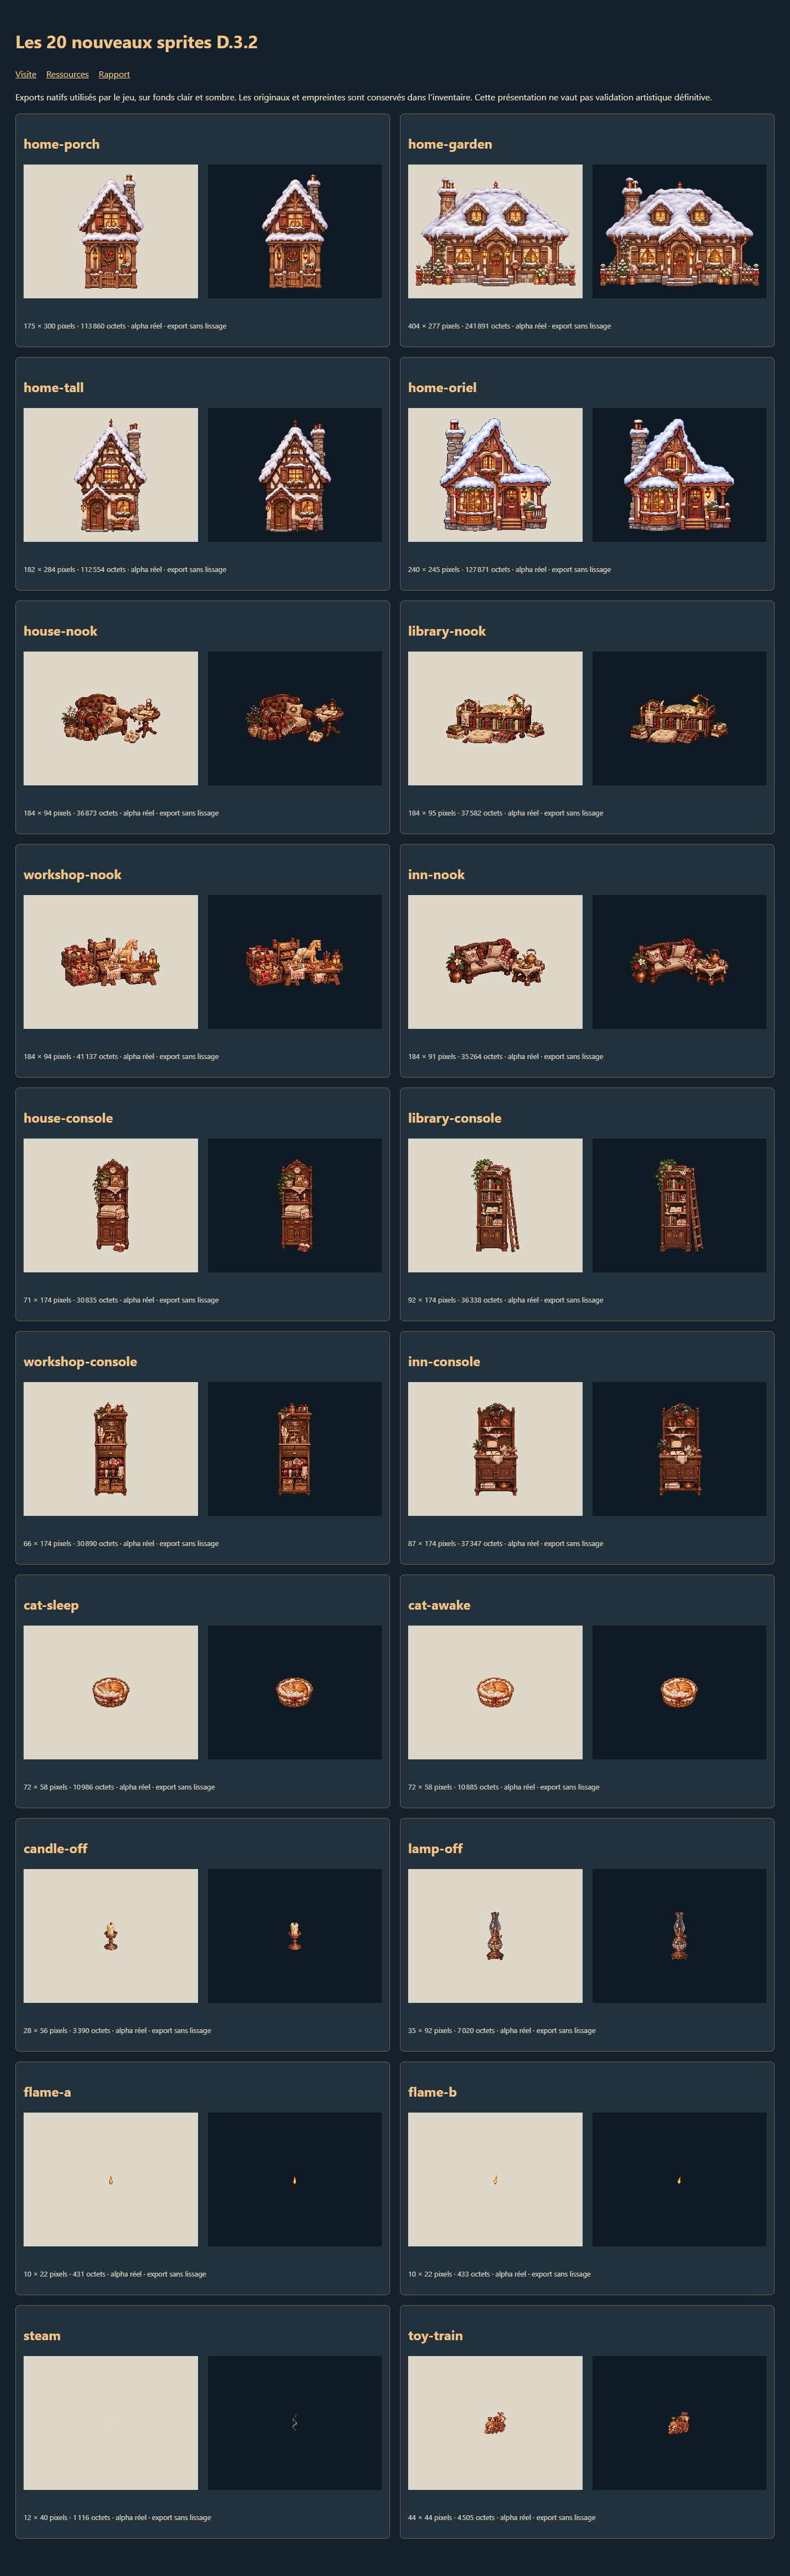 Les 20 nouveaux sprites D.3.2
Visite Ressources Rapport
Exports natifs utilisés par le jeu, sur fonds clair et sombre. Les originaux et empreintes sont conservés dans l'inventaire. Cette présentation ne vaut pas validation artistique définitive.
home-porch
175 × 300 pixels · 113 860 octets · alpha réel · export sans lissage
home-garden
404 × 277 pixels · 241 891 octets · alpha réel · export sans lissage
home-tall
182 × 284 pixels · 112 554 octets · alpha réel · export sans lissage
home-oriel
240 × 245 pixels · 127 871 octets · alpha réel · export sans lissage
house-nook
184 × 94 pixels · 36 873 octets · alpha réel · export sans lissage
library-nook
184 × 95 pixels · 37 582 octets · alpha réel · export sans lissage
workshop-nook
184 × 94 pixels · 41 137 octets · alpha réel · export sans lissage
inn-nook
184 × 91 pixels · 35 264 octets · alpha réel · export sans lissage
house-console
71 × 174 pixels · 30 835 octets · alpha réel · export sans lissage
library-console
92 × 174 pixels · 36 338 octets · alpha réel · export sans lissage
workshop-console
66 × 174 pixels · 30 890 octets · alpha réel · export sans lissage
inn-console
87 × 174 pixels · 37 347 octets · alpha réel · export sans lissage
cat-sleep
72 × 58 pixels · 10 986 octets · alpha réel · export sans lissage
cat-awake
72 × 58 pixels · 10 885 octets · alpha réel · export sans lissage
candle-off
28 × 56 pixels · 3 390 octets · alpha réel · export sans lissage
lamp-off
35 × 92 pixels · 7 020 octets · alpha réel · export sans lissage
flame-a
10 × 22 pixels · 431 octets · alpha réel · export sans lissage
flame-b
10 × 22 pixels · 433 octets · alpha réel · export sans lissage
steam
12 × 40 pixels · 1 116 octets · alpha réel · export sans lissage
toy-train
44 × 44 pixels · 4 505 octets · alpha réel · export sans lissage